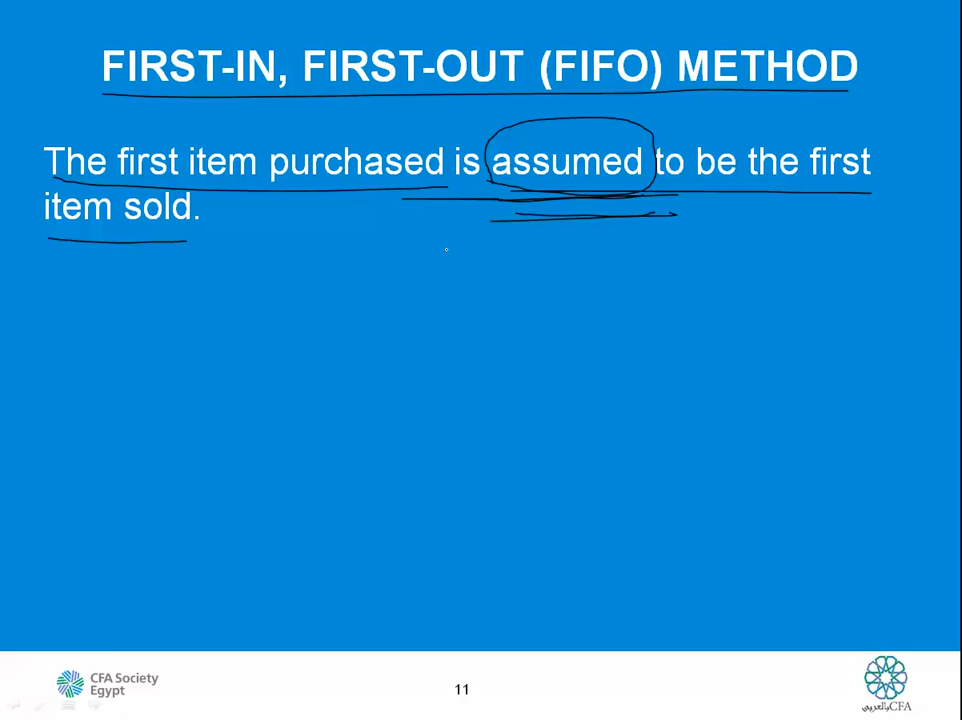 FIRST-IN, FIRST-OUT (FIFO) METHOD
The first item purchased is assumed to be the first
item sold.
CFA Society
Egypt
11
CFAبالعربي